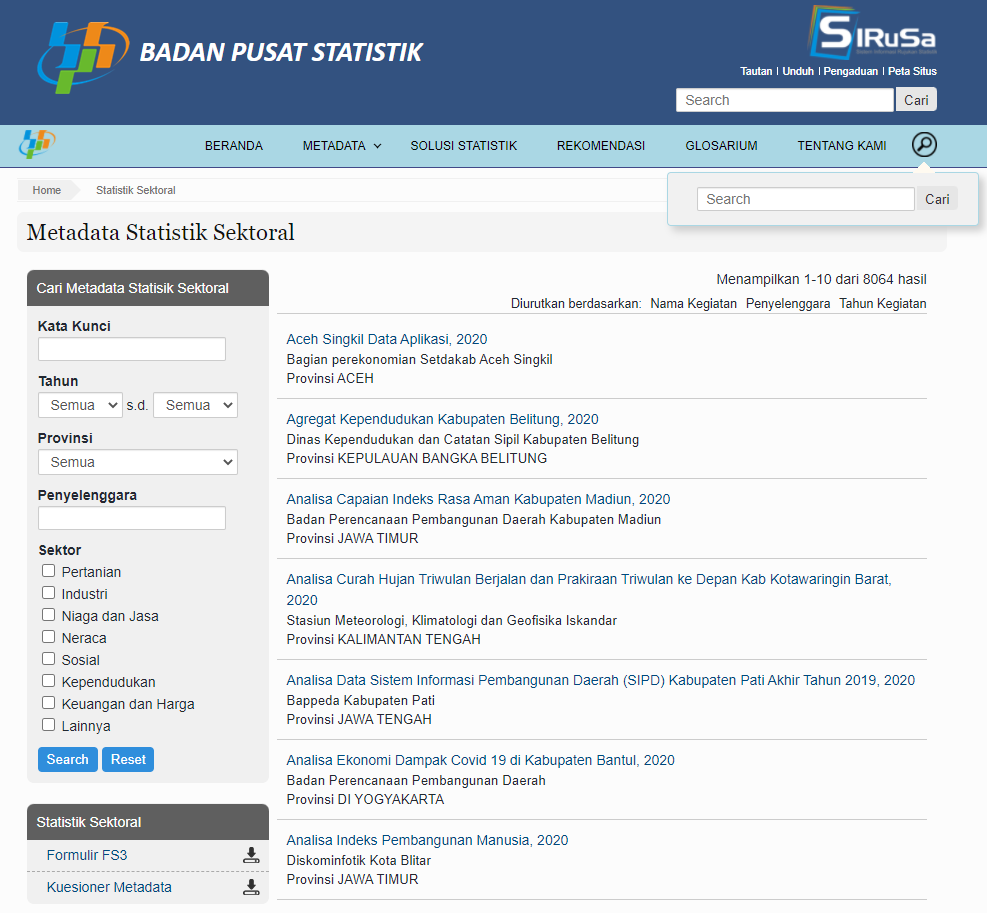 BADAN PUSAT STATISTIK
SIRuSa
Tautan | Unduh | Pengaduan | Peta Situs
Search Cari
BERANDA METADATA SOLUSI STATISTIK REKOMENDASI GLOSARIUM TENTANG KAMI
Home Statistik Sektoral
Search Cari
Metadata Statistik Sektoral
Cari Metadata Statisik Sektoral
Kata Kunci
Tahun
Semua s.d. Semua
Provinsi
Semua
Penyelenggara
Sektor
Pertanian
Industri
Niaga dan Jasa
Neraca
Sosial
Kependudukan
Keuangan dan Harga
Lainnya
Search Reset
Statistik Sektoral
Formulir FS3
Kuesioner Metadata
Menampilkan 1-10 dari 8064 hasil
Diurutkan berdasarkan: Nama Kegiatan Penyelenggara Tahun Kegiatan
Aceh Singkil Data Aplikasi, 2020
Bagian perekonomian Setdakab Aceh Singkil
Provinsi ACEH
Agregat Kependudukan Kabupaten Belitung, 2020
Dinas Kependudukan dan Catatan Sipil Kabupaten Belitung
Provinsi KEPULAUAN BANGKA BELITUNG
Analisa Capaian Indeks Rasa Aman Kabupaten Madiun, 2020
Badan Perencanaan Pembangunan Daerah Kabupaten Madiun
Provinsi JAWA TIMUR
Analisa Curah Hujan Triwulan Berjalan dan Prakiraan Triwulan ke Depan Kab Kotawaringin Barat,
2020
Stasiun Meteorologi, Klimatologi dan Geofisika Iskandar
Provinsi KALIMANTAN TENGAH
Analisa Data Sistem Informasi Pembangunan Daerah (SIPD) Kabupaten Pati Akhir Tahun 2019, 2020
Bappeda Kabupaten Pati
Provinsi JAWA TENGAH
Analisa Ekonomi Dampak Covid 19 di Kabupaten Bantul, 2020
Badan Perencanaan Pembangunan Daerah
Provinsi DI YOGYAKARTA
Analisa Indeks Pembangunan Manusia, 2020
Diskominfotik Kota Blitar
Provinsi JAWA TIMUR